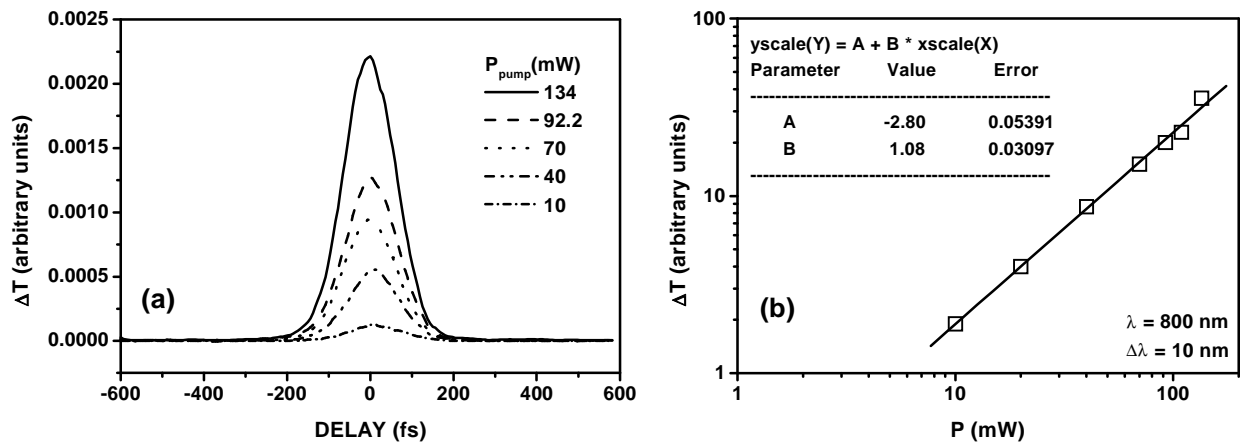 0.0025
0.0020
0.0015
0.0010
0.0005
0.0000
ΔT (arbitrary units)
-600 -400 -200 0 200 400 600
DELAY (fs)
(a)
P_pump(mW)
134
92.2
70
40
10
100
10
1
ΔT (arbitrary units)
1 10 100
P (mW)
yscale(Y) = A + B * xscale(X)
Parameter Value Error
------------------------------------------------------------
A -2.80 0.05391
B 1.08 0.03097
------------------------------------------------------------
(b)
λ = 800 nm
Δλ = 10 nm